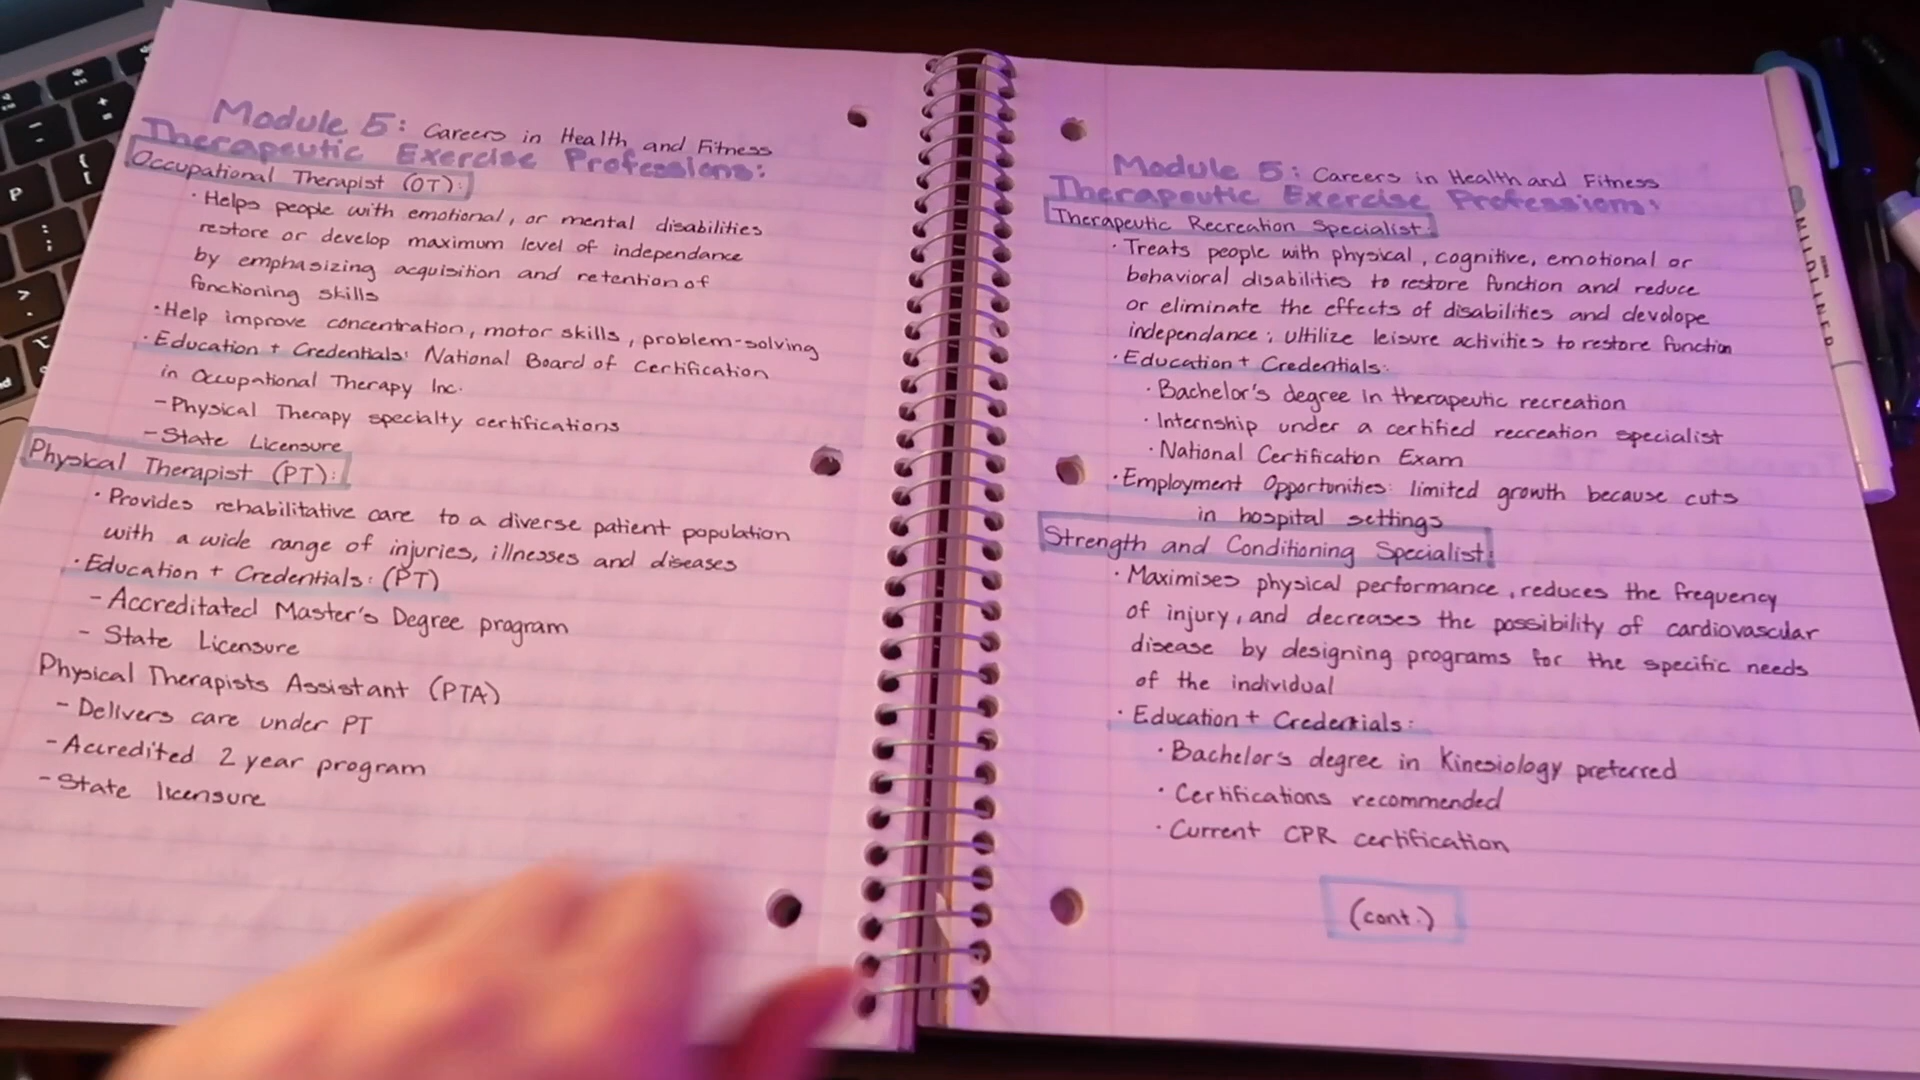 Module 5: Careers in Health and Fitness
Therapeutic Exercise Professions:
Occupational Therapist (OT):
· Helps people with emotional, or mental disabilities
restore or develop maximum level of independance
by emphasizing acquisition and retention of
fonctioning skills
· Help improve concentration, motor skills, problem-solving
· Education + Credentials: National Board of Certification
in Occupational Therapy Inc.
- Physical Therapy specialty certifications
- State Licensure
Physical Therapist (PT):
· Provides rehabilitative care to a diverse patient population
with a wide range of injuries, illnesses and diseases
· Education + Credentials: (PT)
- Accreditated Master's Degree program
- State Licensure
Physical Therapists Assistant (PTA)
- Delivers care under PT
- Accredited 2 year program
- State licensure
Module 5: Careers in Health and Fitness
Therapeutic Exercise Professions:
Therapeutic Recreation Specialist:
· Treats people with physical, cognitive, emotional or
behavioral disabilities to restore function and reduce
or eliminate the effects of disabilities and devolope
independance; ultilize leisure activities to restore function
· Education + Credentials:
· Bachelor's degree in therapeutic recreation
· Internship under a certified recreation specialist
· National Certification Exam
· Employment Opportunities: limited growth because cuts
in hospital settings
Strength and Conditioning Specialist:
· Maximises physical performance, reduces the frequency
of injury, and decreases the possibility of cardiovascular
disease by designing programs for the specific needs
of the individual
· Education + Credentials:
· Bachelor's degree in Kinesiology preferred
· Certifications recommended
· Current CPR certification
(cont.)
MILDLINER